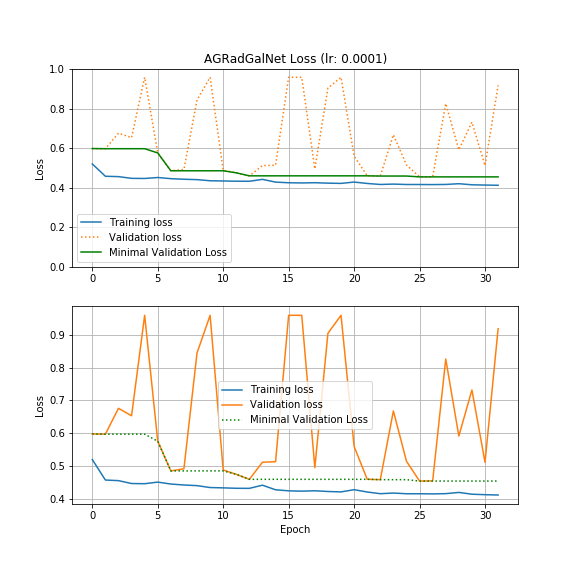 AGRadGalNet Loss (lr: 0.0001)
1.0
0.8
0.6
0.4
0.2
0.0
Loss
Training loss
Validation loss
Minimal Validation Loss
0 5 10 15 20 25 30
0.9
0.8
0.7
0.6
0.5
0.4
Loss
Training loss
Validation loss
Minimal Validation Loss
0 5 10 15 20 25 30
Epoch